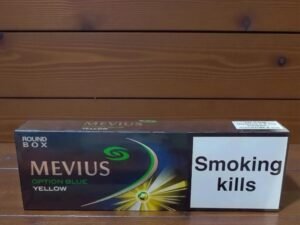 ROUND
BOX
MEVIUS
OPTION BLUE
YELLOW
Smoking
kills